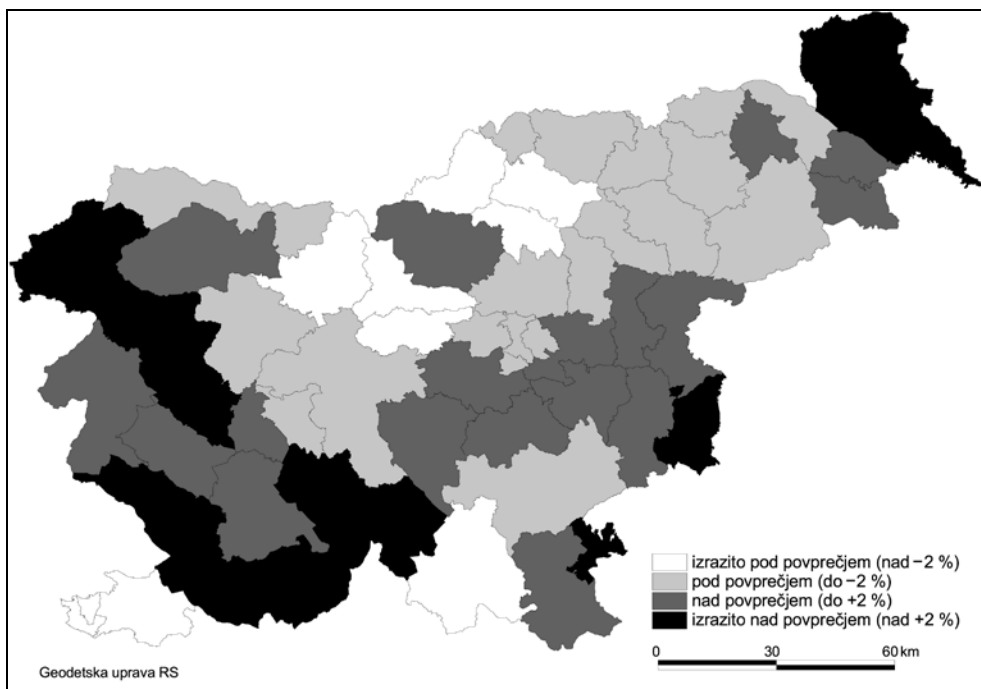 izrazito pod povprečjem (nad −2 %)
pod povprečjem (do −2 %)
nad povprečjem (do +2 %)
izrazito nad povprečjem (nad +2 %)
0 30 60 km
Geodetska uprava RS